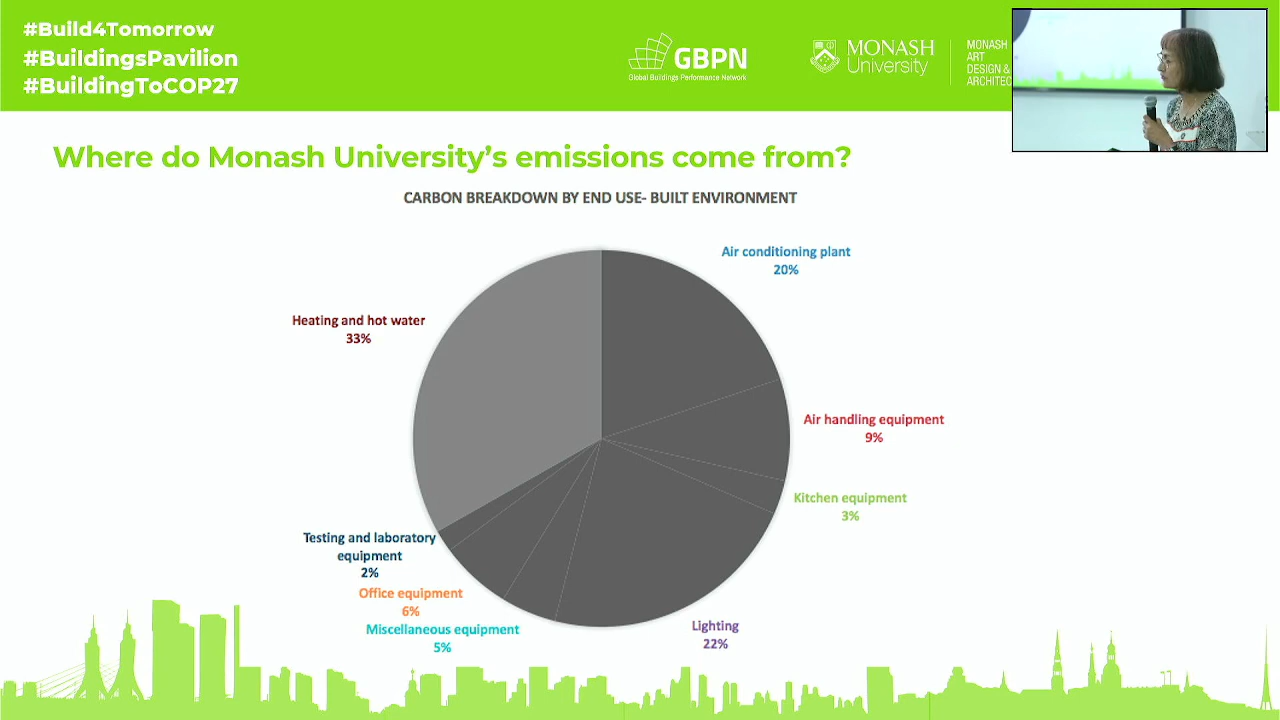 #Build4Tomorrow
#BuildingsPavilion
#BuildingToCOP27
GBPN
Global Buildings Performance Network
MONASH
University
MONASH
ART
DESIGN &
Where do Monash University's emissions come from?
CARBON BREAKDOWN BY END USE- BUILT ENVIRONMENT
Air conditioning plant
20%
Heating and hot water
33%
Air handling equipment
9%
Kitchen equipment
3%
Testing and laboratory
equipment
2%
Office equipment
6%
Miscellaneous equipment
5%
Lighting
22%